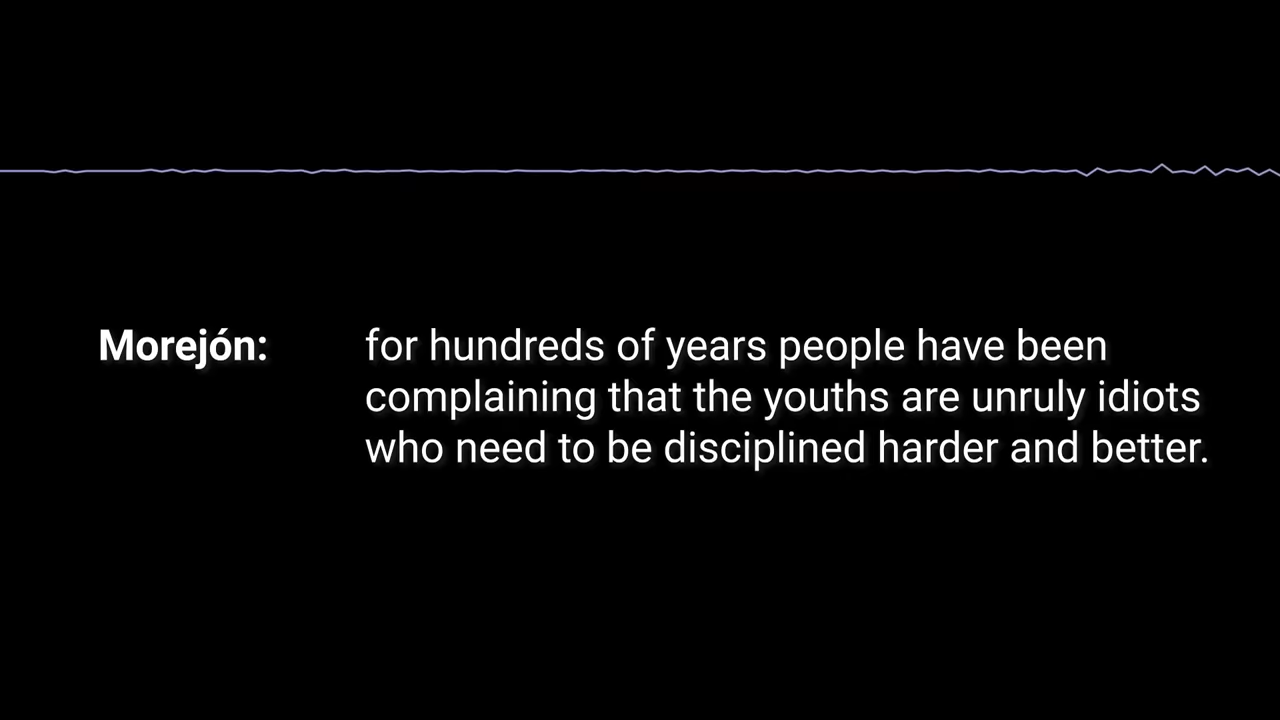 Morejón: for hundreds of years people have been
complaining that the youths are unruly idiots
who need to be disciplined harder and better.